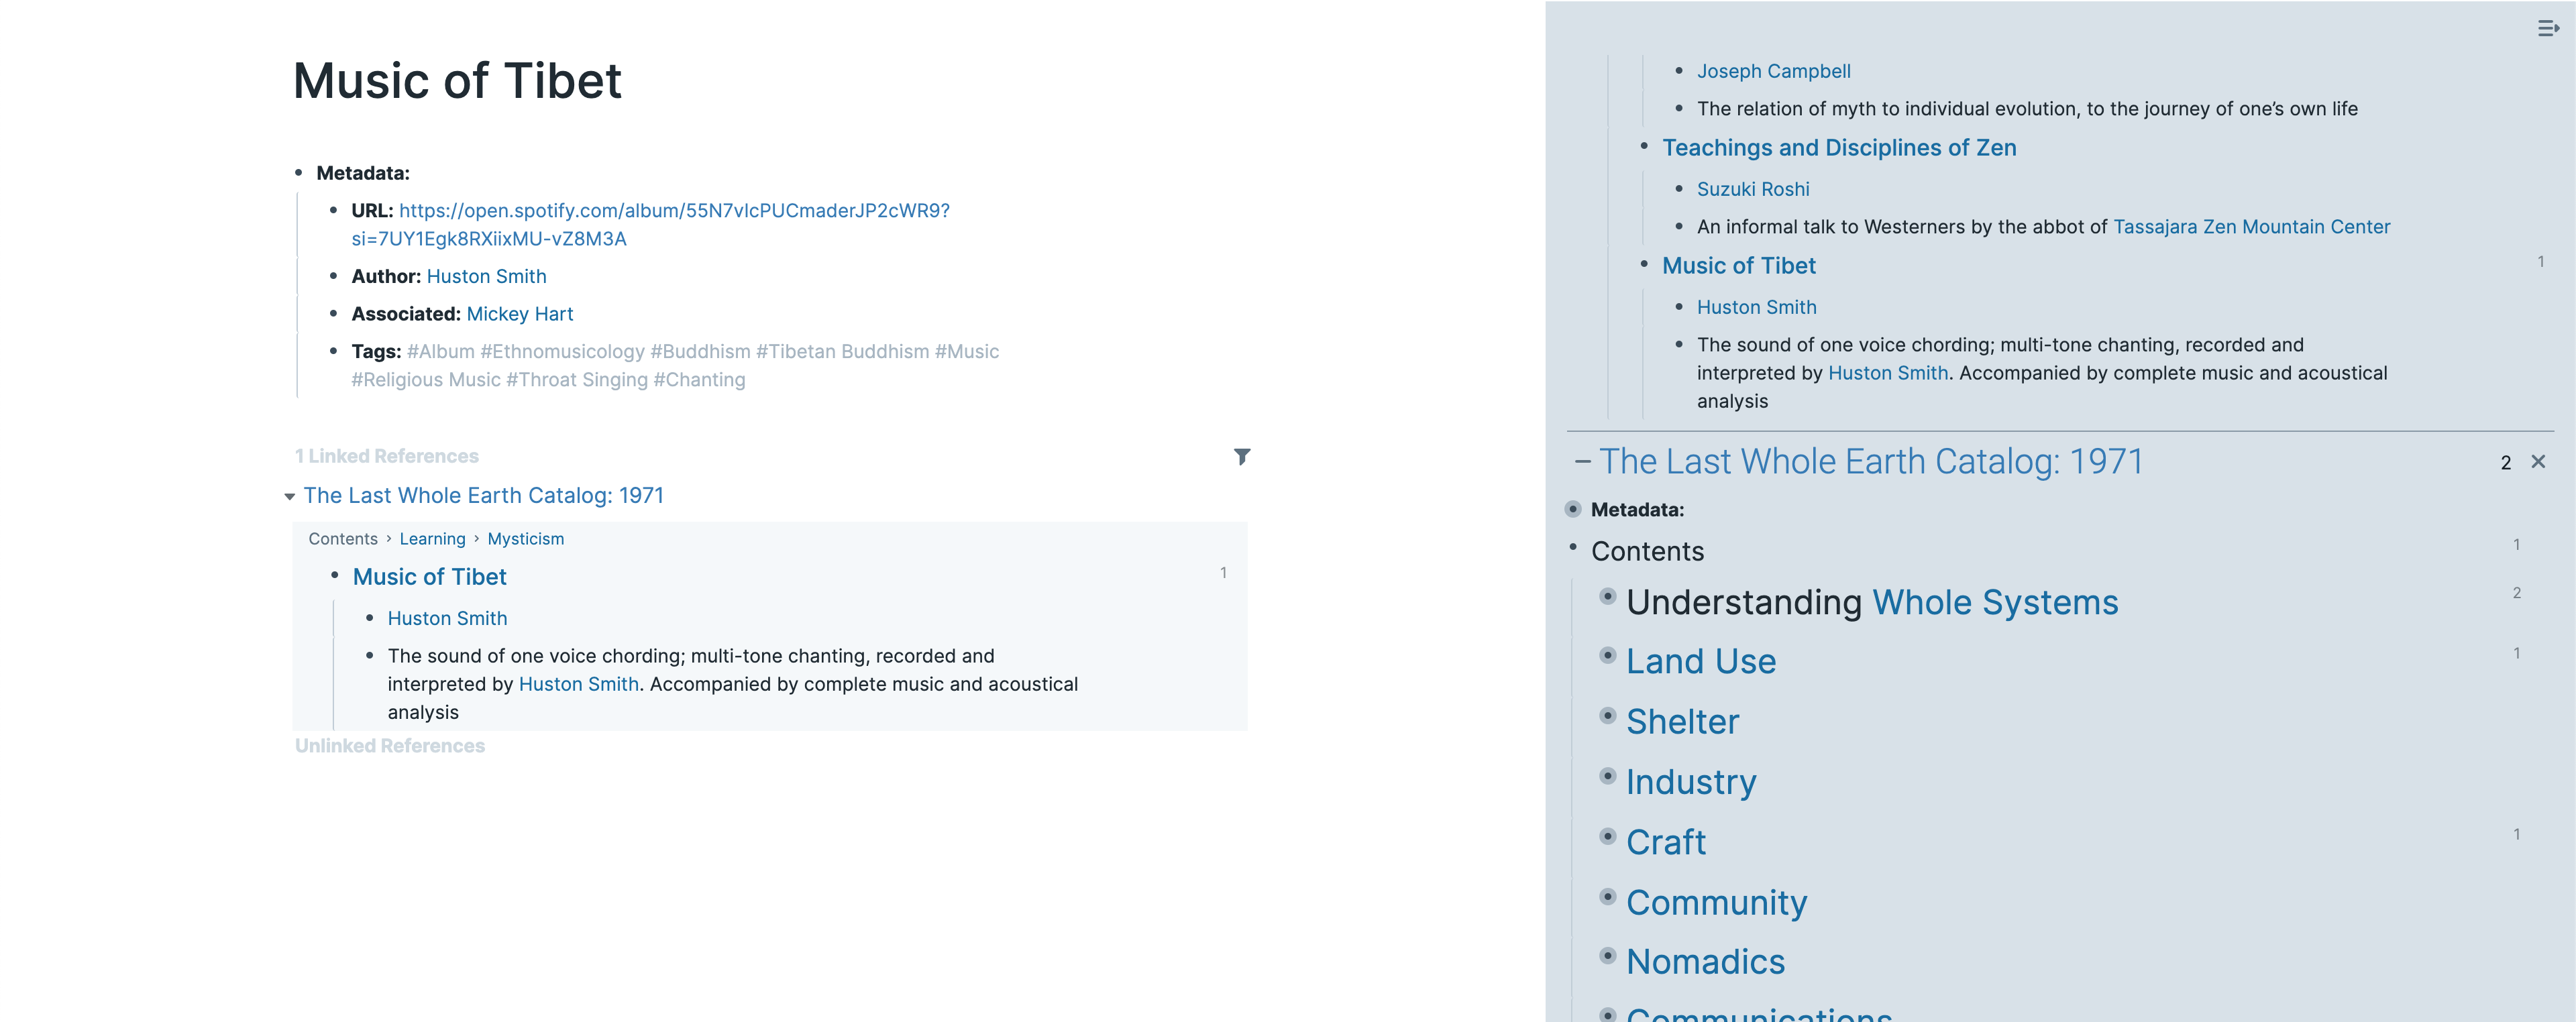 Music of Tibet
Metadata:
URL: https://open.spotify.com/album/55N7vIcPUCmaderJP2cWR9?
si=7UY1Egk8RXiixMU-vZ8M3A
Author: Huston Smith
Associated: Mickey Hart
Tags: #Album #Ethnomusicology #Buddhism #Tibetan Buddhism #Music
#Religious Music #Throat Singing #Chanting
1 Linked References
The Last Whole Earth Catalog: 1971
Contents > Learning > Mysticism
Music of Tibet 1
Huston Smith
The sound of one voice chording; multi-tone chanting, recorded and
interpreted by Huston Smith. Accompanied by complete music and acoustical
analysis
Unlinked References
Joseph Campbell
The relation of myth to individual evolution, to the journey of one’s own life
Teachings and Disciplines of Zen
Suzuki Roshi
An informal talk to Westerners by the abbot of Tassajara Zen Mountain Center
Music of Tibet 1
Huston Smith
The sound of one voice chording; multi-tone chanting, recorded and
interpreted by Huston Smith. Accompanied by complete music and acoustical
analysis
The Last Whole Earth Catalog: 1971 2
Metadata:
Contents 1
Understanding Whole Systems 2
Land Use 1
Shelter
Industry
Craft 1
Community
Nomadics
Communications